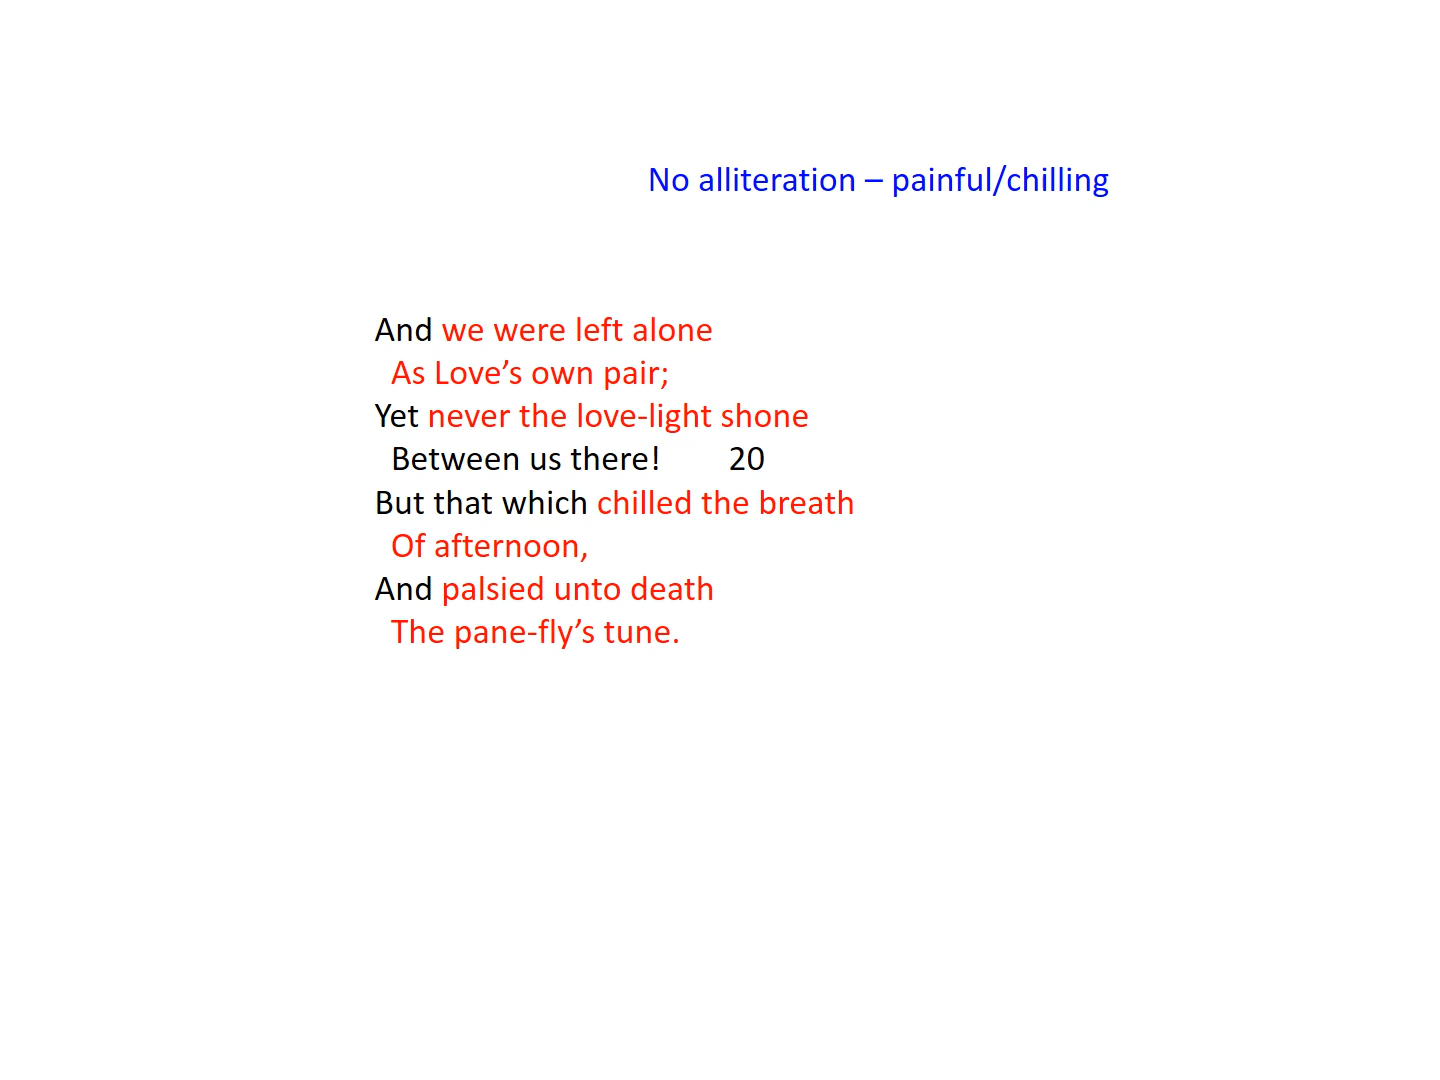 No alliteration – painful/chilling
And we were left alone
As Love’s own pair;
Yet never the love-light shone
Between us there! 20
But that which chilled the breath
Of afternoon,
And palsied unto death
The pane-fly’s tune.